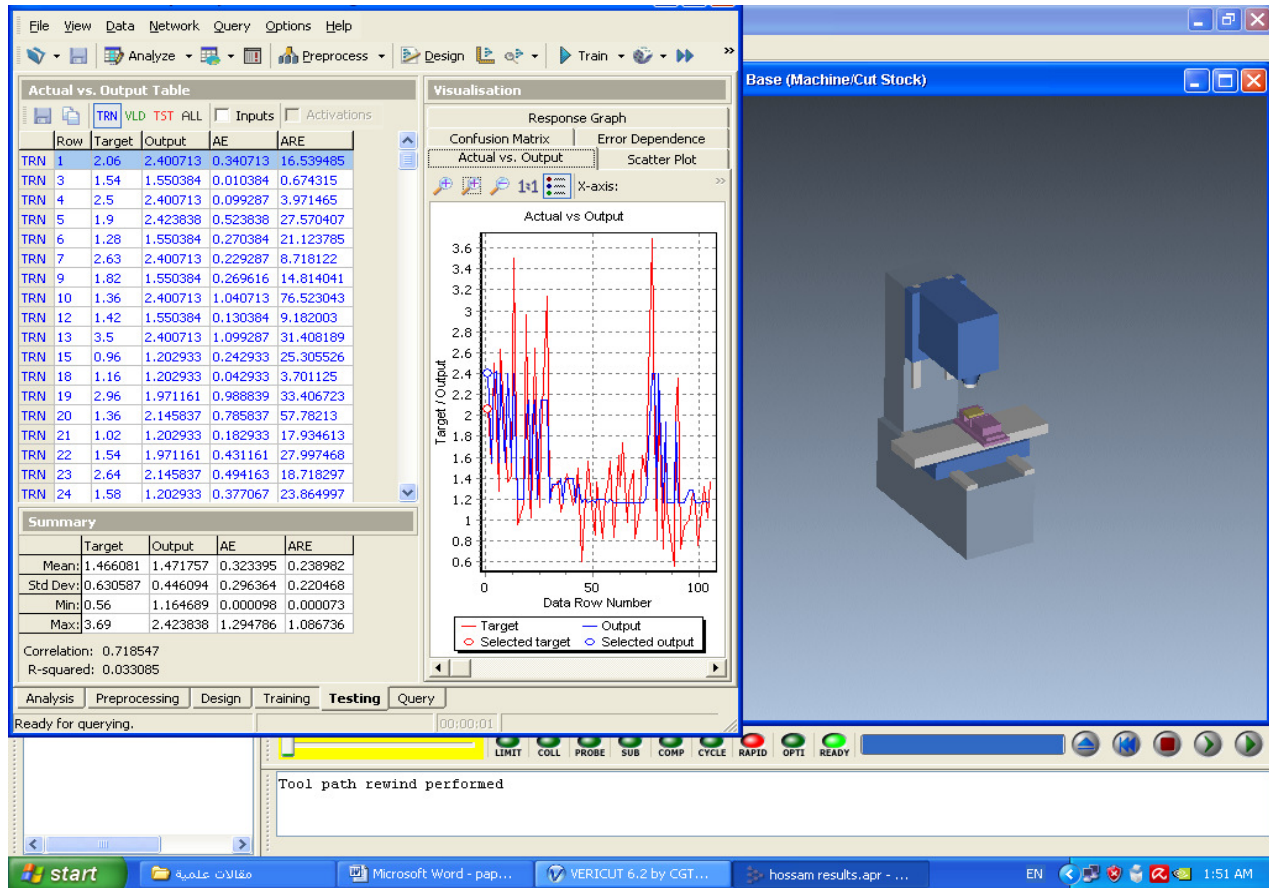 File View Data Network Query Options Help
Analyze Preprocess Design Train »
Actual vs. Output Table
TRN VLD TST ALL Inputs Activations
Row Target Output AE ARE
TRN 1 2.06 2.400713 0.340713 16.539485
TRN 3 1.54 1.550384 0.010384 0.674315
TRN 4 2.5 2.400713 0.099287 3.971465
TRN 5 1.9 2.423838 0.523838 27.570407
TRN 6 1.28 1.550384 0.270384 21.123785
TRN 7 2.63 2.400713 0.229287 8.718122
TRN 9 1.82 1.550384 0.269616 14.814041
TRN 10 1.36 2.400713 1.040713 76.523043
TRN 12 1.42 1.550384 0.130384 9.182003
TRN 13 3.5 2.400713 1.099287 31.408189
TRN 15 0.96 1.202933 0.242933 25.305526
TRN 18 1.16 1.202933 0.042933 3.701125
TRN 19 2.96 1.971161 0.988839 33.406723
TRN 20 1.36 2.145837 0.785837 57.78213
TRN 21 1.02 1.202933 0.182933 17.934613
TRN 22 1.54 1.971161 0.431161 27.997468
TRN 23 2.64 2.145837 0.494163 18.718297
TRN 24 1.58 1.202933 0.377067 23.864997
Summary
Target Output AE ARE
Mean: 1.466081 1.471757 0.323395 0.238982
Std Dev: 0.630587 0.446094 0.296364 0.220468
Min: 0.56 1.164689 0.000098 0.000073
Max: 3.69 2.423838 1.294786 1.086736
Correlation: 0.718547
R-squared: 0.033085
Visualisation
Response Graph
Confusion Matrix Error Dependence
Actual vs. Output Scatter Plot
1:1 X-axis: »
Actual vs Output
Target / Output
3.6
3.4
3.2
3
2.8
2.6
2.4
2.2
2
1.8
1.6
1.4
1.2
1
0.8
0.6
0 50 100
Data Row Number
Target Output
Selected target Selected output
Analysis Preprocessing Design Training Testing Query
Ready for querying. 00:00:01
Base (Machine/Cut Stock)
LIMIT COLL PROBE SUB COMP CYCLE RAPID OPTI READY
Tool path rewind performed
start مقالات علمية Microsoft Word - pap... VERICUT 6.2 by CGT... hossam results.apr - ... EN 1:51 AM